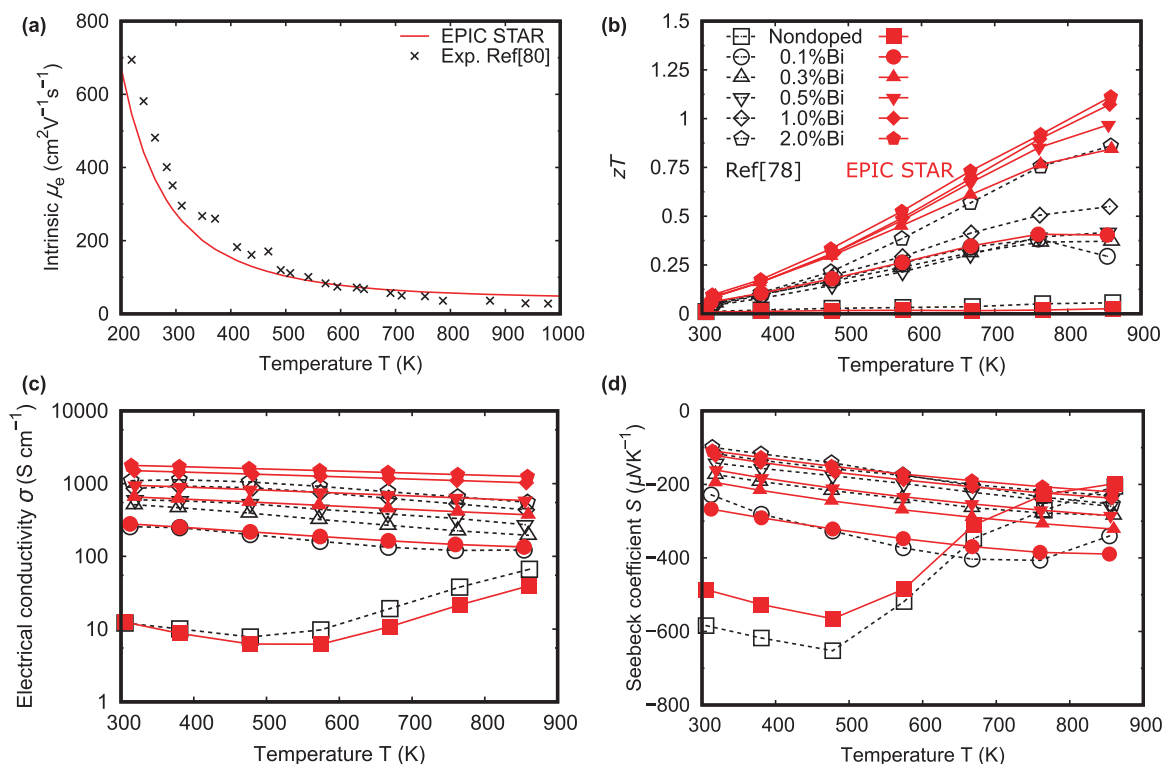 (a)
800
600
400
200
0
Intrinsic μe (cm²V⁻¹s⁻¹)
EPIC STAR
Exp. Ref[80]
200 300 400 500 600 700 800 900 1000
Temperature T (K)
(b)
1.5
1.25
1
0.75
0.5
0.25
0
zT
Nondoped
0.1%Bi
0.3%Bi
0.5%Bi
1.0%Bi
2.0%Bi
Ref[78] EPIC STAR
300 400 500 600 700 800 900
Temperature T (K)
(c)
10000
1000
100
10
1
Electrical conductivity σ (S cm⁻¹)
300 400 500 600 700 800 900
Temperature T (K)
(d)
0
−200
−400
−600
−800
Seebeck coefficient S (μVK⁻¹)
300 400 500 600 700 800 900
Temperature T (K)